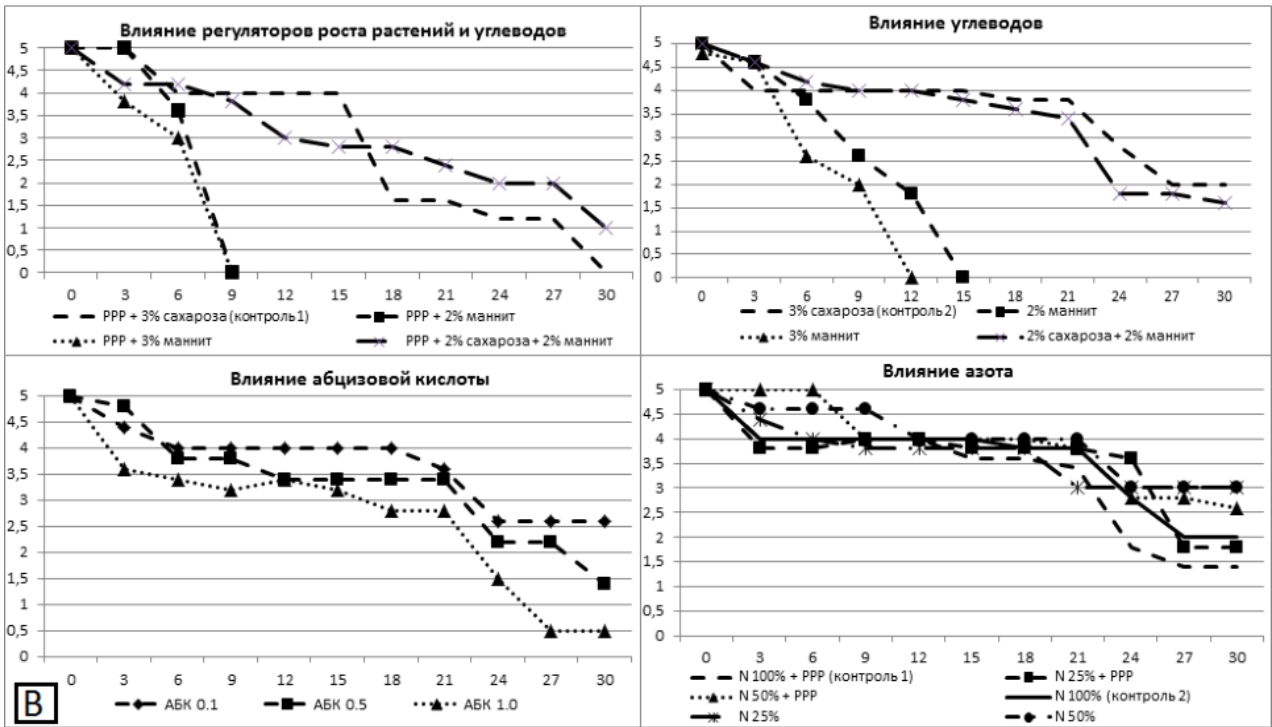 Влияние регуляторов роста растений и углеводов
5
4,5
4
3,5
3
2,5
2
1,5
1
0,5
0
0 3 6 9 12 15 18 21 24 27 30
РРР + 3% сахароза (контроль 1) РРР + 2% маннит
РРР + 3% маннит РРР + 2% сахароза + 2% маннит
Влияние углеводов
5
4,5
4
3,5
3
2,5
2
1,5
1
0,5
0
0 3 6 9 12 15 18 21 24 27 30
3% сахароза (контроль 2) 2% маннит
3% маннит 2% сахароза + 2% маннит
Влияние абцизовой кислоты
5
4,5
4
3,5
3
2,5
2
1,5
1
0,5
0
0 3 6 9 12 15 18 21 24 27 30
АБК 0.1 АБК 0.5 АБК 1.0
В
Влияние азота
5
4,5
4
3,5
3
2,5
2
1,5
1
0,5
0
0 3 6 9 12 15 18 21 24 27 30
N 100% + РРР (контроль 1) N 25% + РРР
N 50% + РРР N 100% (контроль 2)
N 25% N 50%